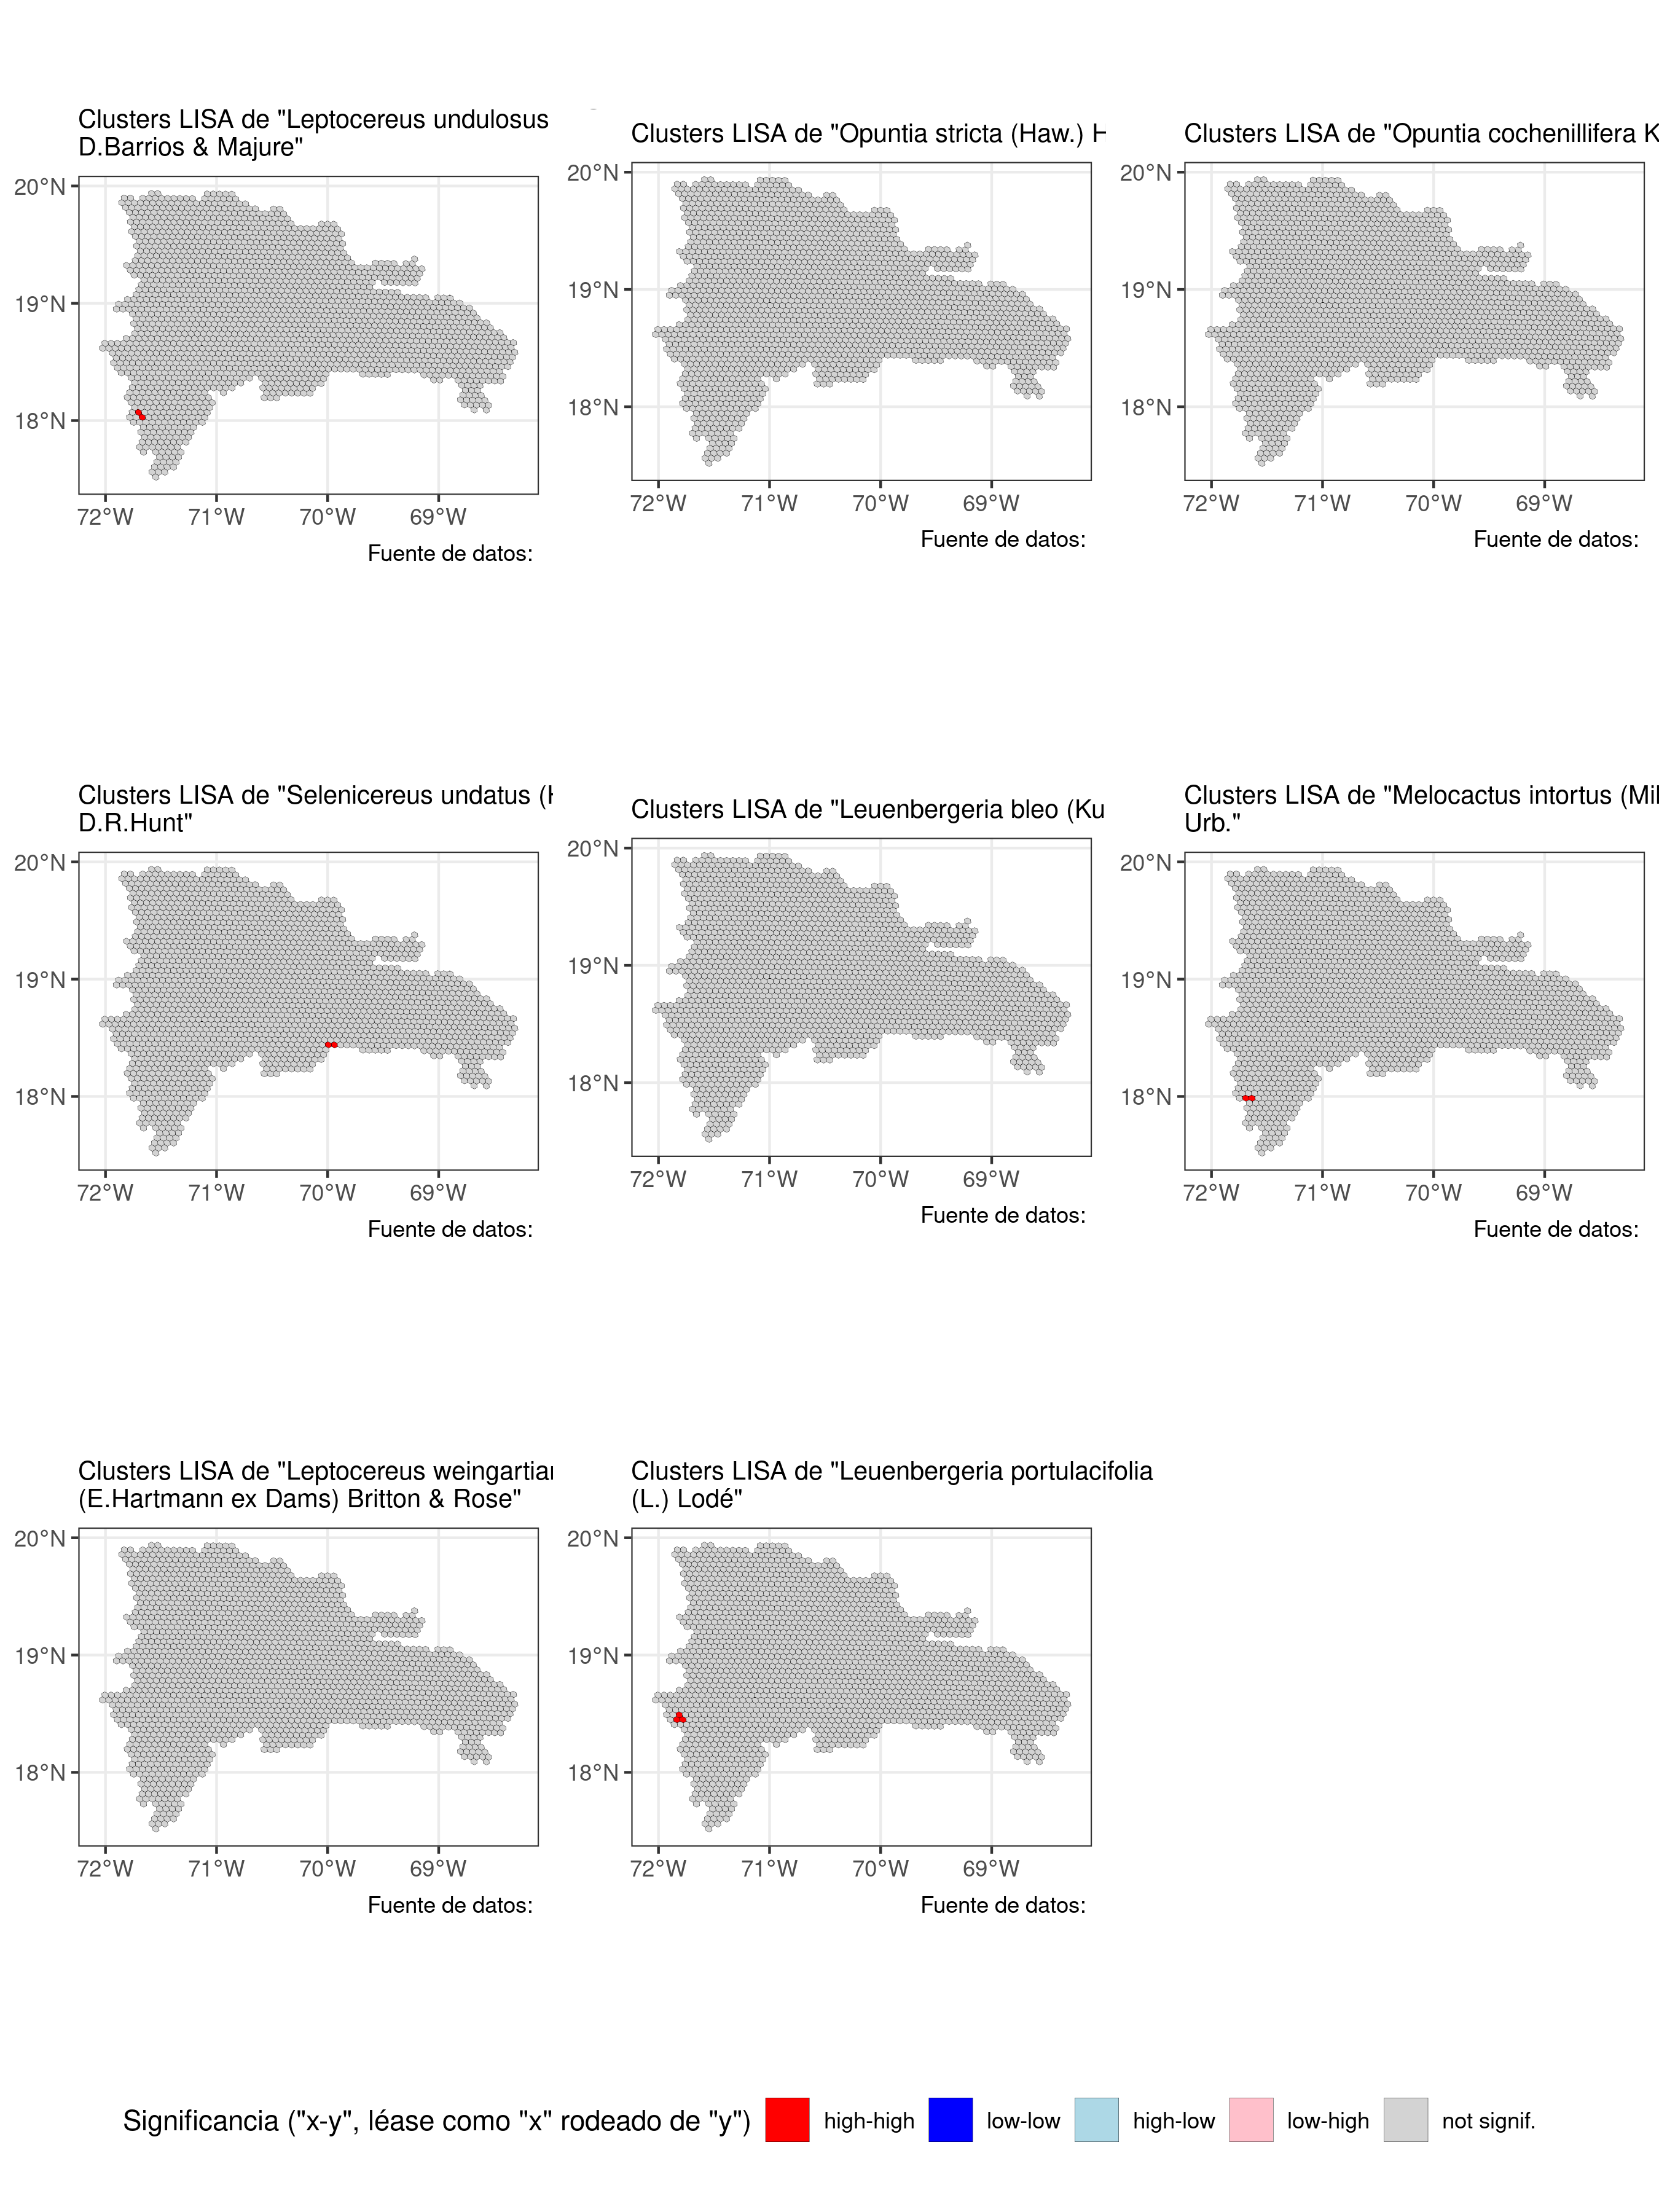 Clusters LISA de "Leptocereus undulosus
D.Barrios & Majure"
20°N
19°N
18°N
72°W 71°W 70°W 69°W
Fuente de datos:
Clusters LISA de "Opuntia stricta (Haw.) H
20°N
19°N
18°N
72°W 71°W 70°W 69°W
Fuente de datos:
Clusters LISA de "Opuntia cochenillifera K
20°N
19°N
18°N
72°W 71°W 70°W 69°W
Fuente de datos:
Clusters LISA de "Selenicereus undatus (H
D.R.Hunt"
20°N
19°N
18°N
72°W 71°W 70°W 69°W
Fuente de datos:
Clusters LISA de "Leuenbergeria bleo (Ku
20°N
19°N
18°N
72°W 71°W 70°W 69°W
Fuente de datos:
Clusters LISA de "Melocactus intortus (Mil
Urb."
20°N
19°N
18°N
72°W 71°W 70°W 69°W
Fuente de datos:
Clusters LISA de "Leptocereus weingartian
(E.Hartmann ex Dams) Britton & Rose"
20°N
19°N
18°N
72°W 71°W 70°W 69°W
Fuente de datos:
Clusters LISA de "Leuenbergeria portulacifolia
(L.) Lodé"
20°N
19°N
18°N
72°W 71°W 70°W 69°W
Fuente de datos:
Significancia ("x-y", léase como "x" rodeado de "y") high-high low-low high-low low-high not signif.